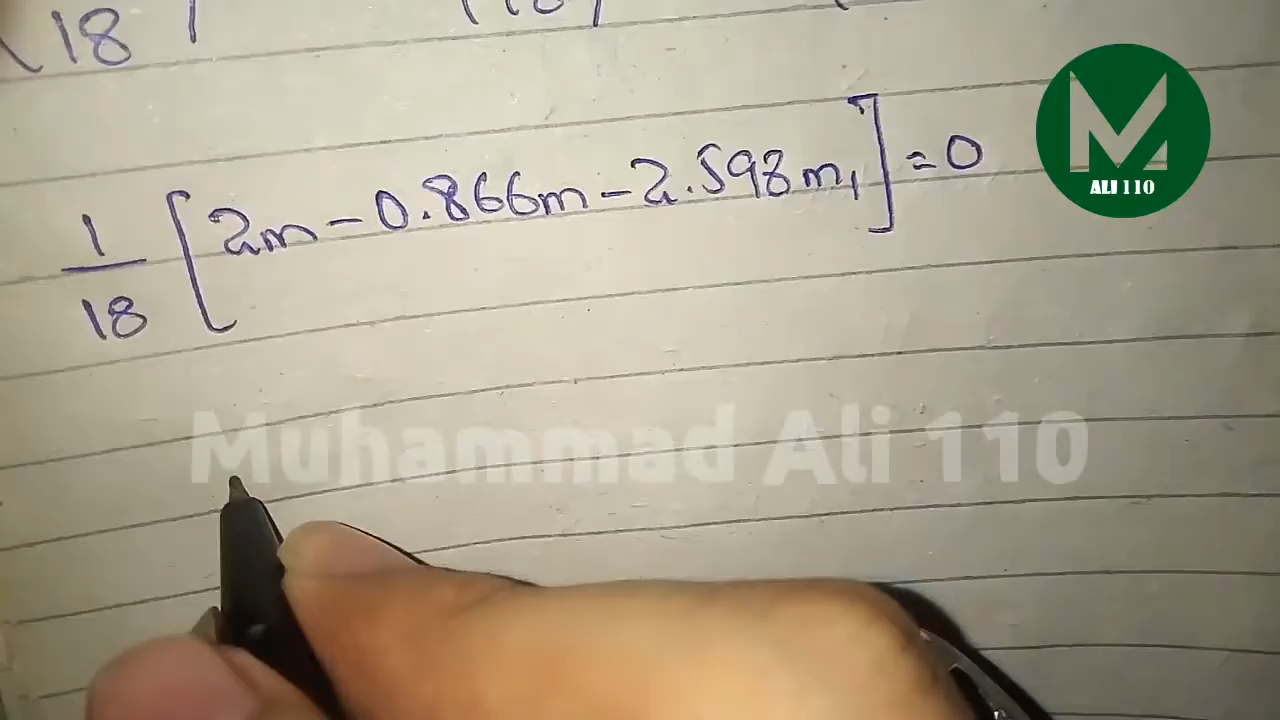 18
1/18 [2m - 0.866m - 2.598m₁] = 0
M
ALI 110
Muhammad Ali 110